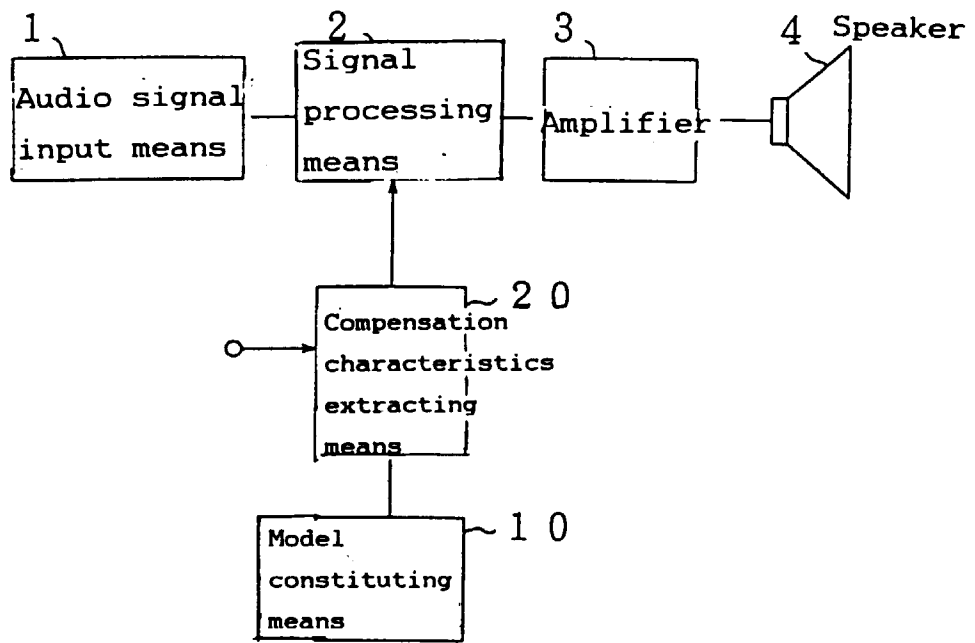 1
2
3
4
Speaker
Audio signal
input means
Signal
processing
means
Amplifier
20
Compensation
characteristics
extracting
means
10
Model
constituting
means